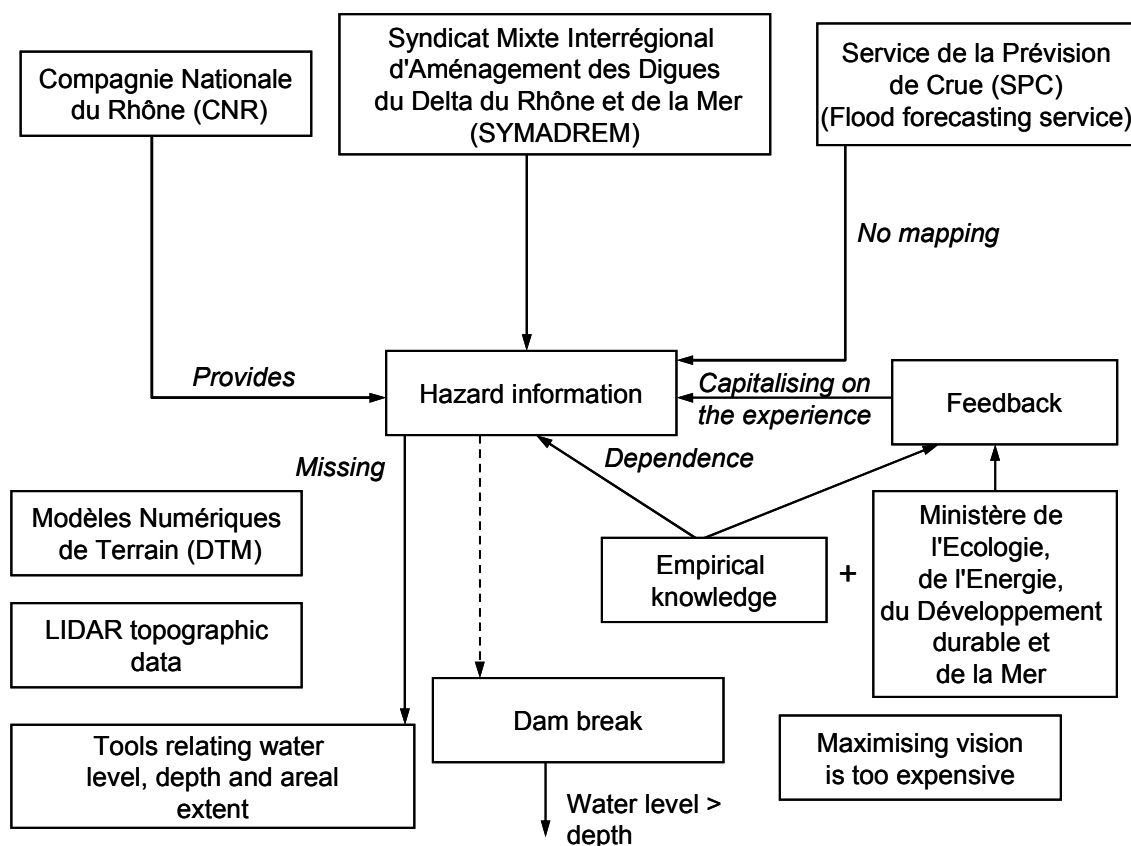 Compagnie Nationale
du Rhône (CNR)
Syndicat Mixte Interrégional
d'Aménagement des Digues
du Delta du Rhône et de la Mer
(SYMADREM)
Service de la Prévision
de Crue (SPC)
(Flood forecasting service)
No mapping
Provides
Hazard information
Capitalising on
the experience
Feedback
Missing
Dependence
Modèles Numériques
de Terrain (DTM)
Empirical
knowledge
+
Ministère de
l'Ecologie,
de l'Energie,
du Développement
durable et
de la Mer
LIDAR topographic
data
Tools relating water
level, depth and areal
extent
Dam break
Maximising vision
is too expensive
Water level >
depth